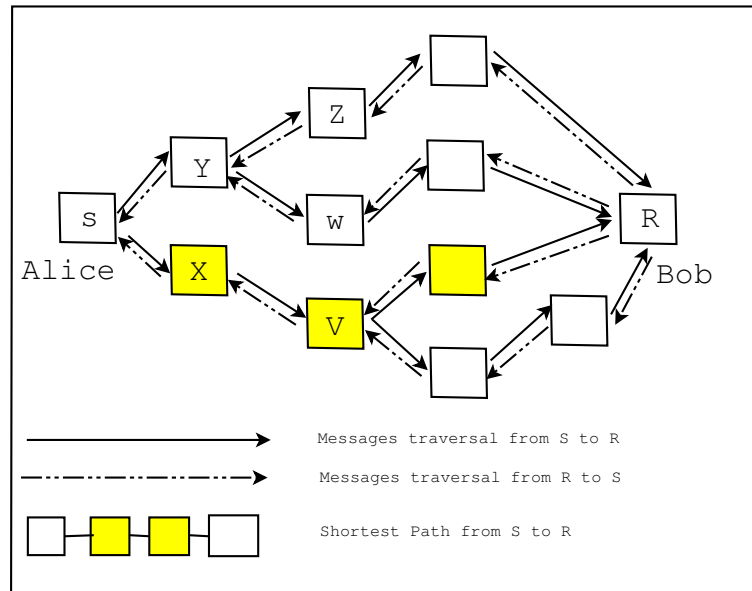 Z
Y
s
w
R
Alice
X
Bob
V
Messages traversal from S to R
Messages traversal from R to S
Shortest Path from S to R